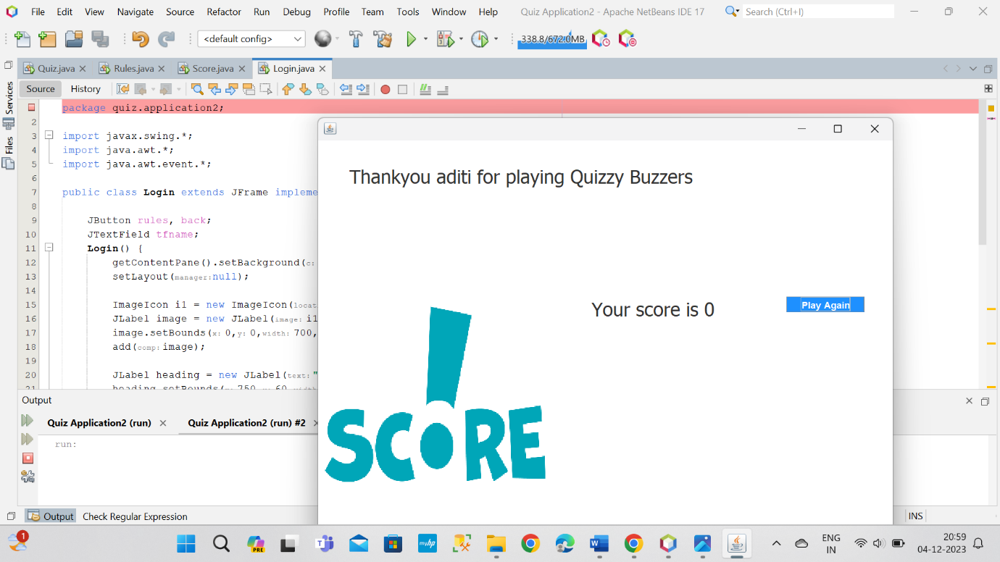 File Edit View Navigate Source Refactor Run Debug Profile Team Tools Window Help Quiz Application2 - Apache NetBeans IDE 17 Search (Ctrl+I)
<default config> 338.8/672.0MB
Quiz.java Rules.java Score.java Login.java
Source History
Services
Files
package quiz.application2;
2
3 import javax.swing.*;
4 import java.awt.*;
5 import java.awt.event.*;
6
7 public class Login extends JFrame impleme
8
9 JButton rules, back;
10 JTextField tfname;
11 Login() {
12 getContentPane().setBackground(c:
13 setLayout(manager:null);
14
15 ImageIcon i1 = new ImageIcon(locat
16 JLabel image = new JLabel(image: i1
17 image.setBounds(x: 0,y: 0,width: 700,
18 add(comp: image);
19
20 JLabel heading = new JLabel(text: "
21 heading.setBounds(x: 750, y: 60, width
Thankyou aditi for playing Quizzy Buzzers
Your score is 0
Play Again
SCORE
Output
Quiz Application2 (run) Quiz Application2 (run) #2
run:
Output Check Regular Expression INS
1
PRE
myhp
ENG
IN
20:59
04-12-2023